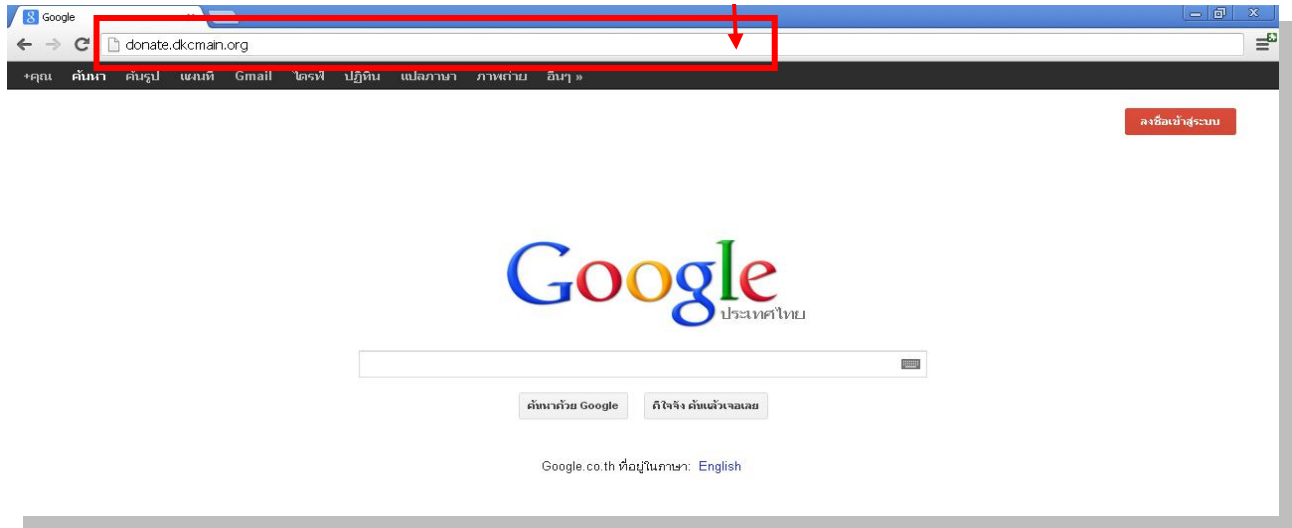 Google
donate.dkcmain.org
+คุณ ค้นหา ค้นรูป แผนที่ Gmail ไดรฟ์ ปฏิทิน แปลภาษา ภาพถ่าย อื่นๆ »
ลงชื่อเข้าสู่ระบบ
Google
ประเทศไทย
ค้นหาด้วย Google ดีใจจัง ค้นแล้วเจอเลย
Google.co.th ที่อยู่ในภาษา: English